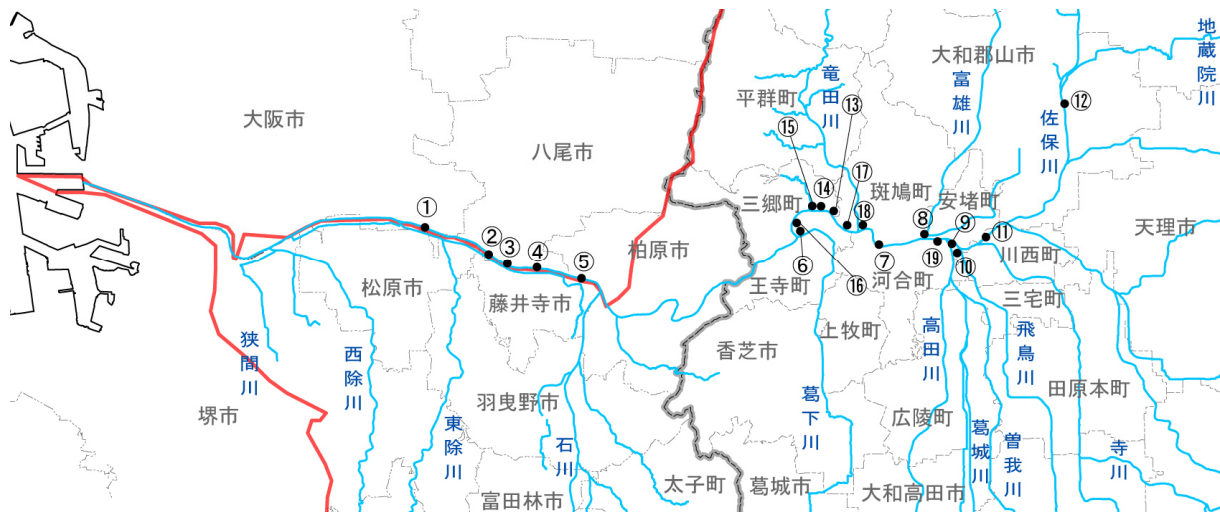 大阪市
八尾市
堺市
松原市
藤井寺市
柏原市
羽曳野市
富田林市
太子町
狭間川
西除川
東除川
石川
①
②
③
④
⑤
平群町
竜田川
⑬
大和郡山市
富雄川
地蔵院川
⑫
佐保川
⑮
⑭
⑰
⑱
斑鳩町
安堵町
三郷町
⑧
⑨
⑪
天理市
川西町
⑥
⑯
⑦
⑲
⑩
王寺町
河合町
三宅町
上牧町
香芝市
高田川
飛鳥川
田原本町
葛下川
広陵町
葛城川
曽我川
寺川
葛城市
大和高田市